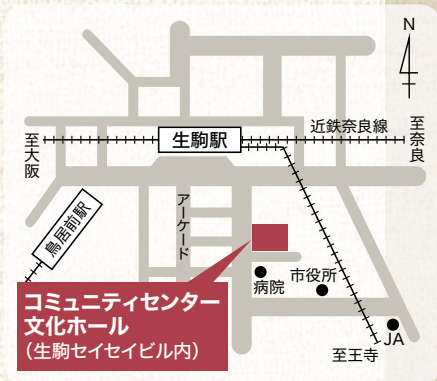 N
近鉄奈良線
至奈良
至大阪
生駒駅
鳥居前駅
アーケード
病院
市役所
JA
至王寺
コミュニティセンター
文化ホール
（生駒セイセイビル内）